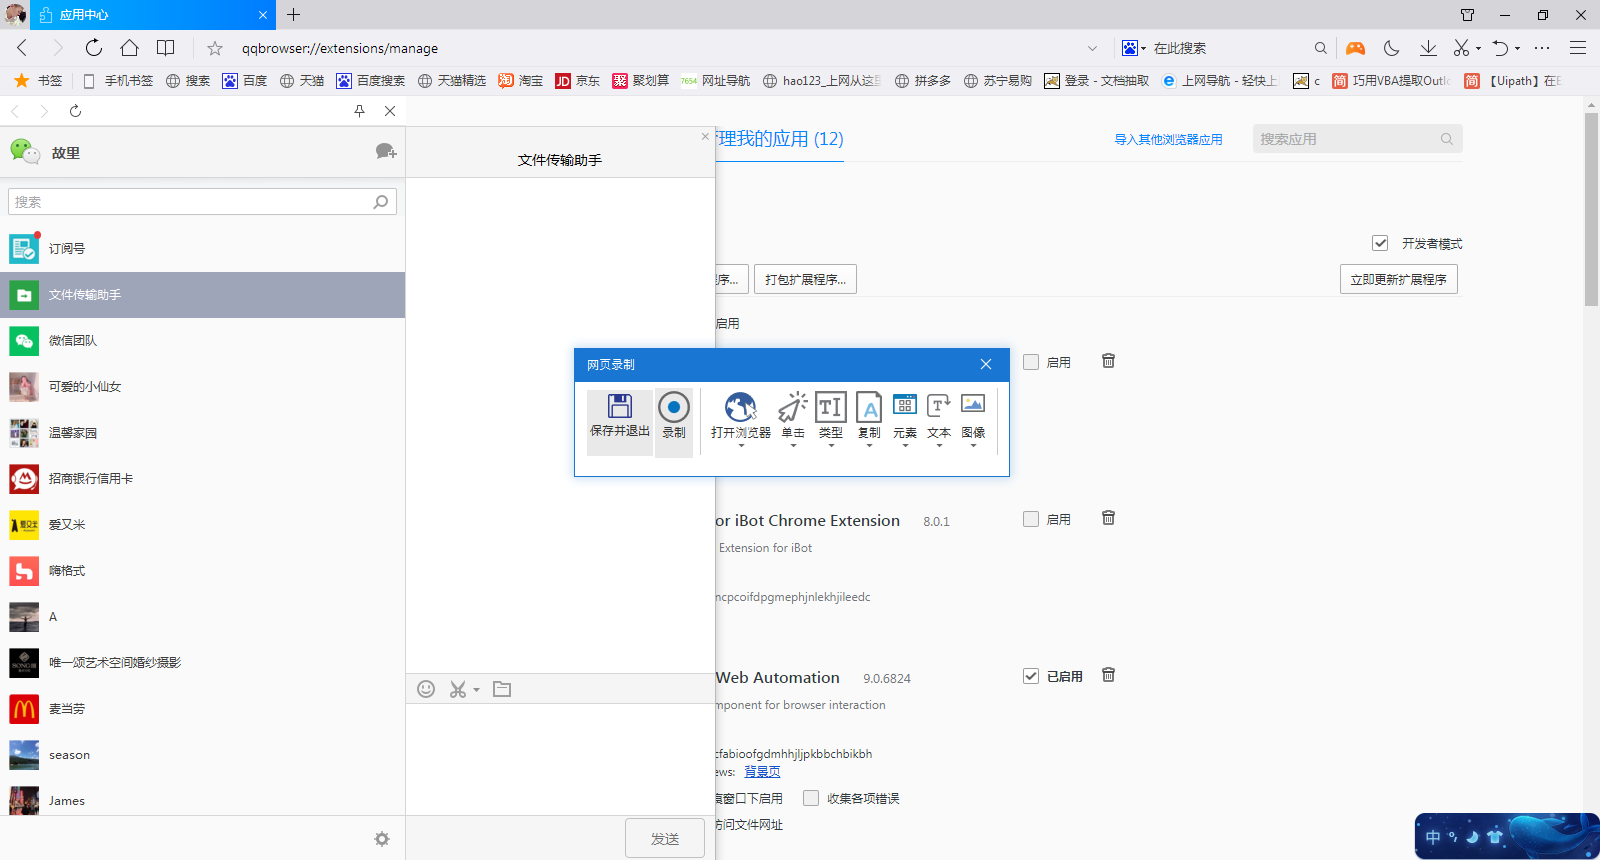 应用中心
qqbrowser://extensions/manage
在此搜索
书签
手机书签
搜索
百度
天猫
百度搜索
天猫精选
淘宝
京东
聚划算
网址导航
hao123_上网从这里
拼多多
苏宁易购
登录 - 文档抽取
上网导航 - 轻快上
c
巧用VBA提取Outlo
【Uipath】在E
故里
搜索
订阅号
文件传输助手
微信团队
可爱的小仙女
温馨家园
招商银行信用卡
爱又米
嗨格式
A
唯一颂艺术空间婚纱摄影
麦当劳
season
James
文件传输助手
发送
理我的应用 (12)
导入其他浏览器应用
搜索应用
开发者模式
序...
打包扩展程序...
立即更新扩展程序
启用
启用
网页录制
保存并退出
录制
打开浏览器
单击
类型
复制
元素
文本
图像
or iBot Chrome Extension
8.0.1
启用
Extension for iBot
ncpcoifdpgmephjnlekhjileedc
Web Automation
9.0.6824
已启用
mponent for browser interaction
cfabioofgdmhhjljpkbbchbikbh
ews:
背景页
窗口下启用
收集各项错误
访问文件网址
中